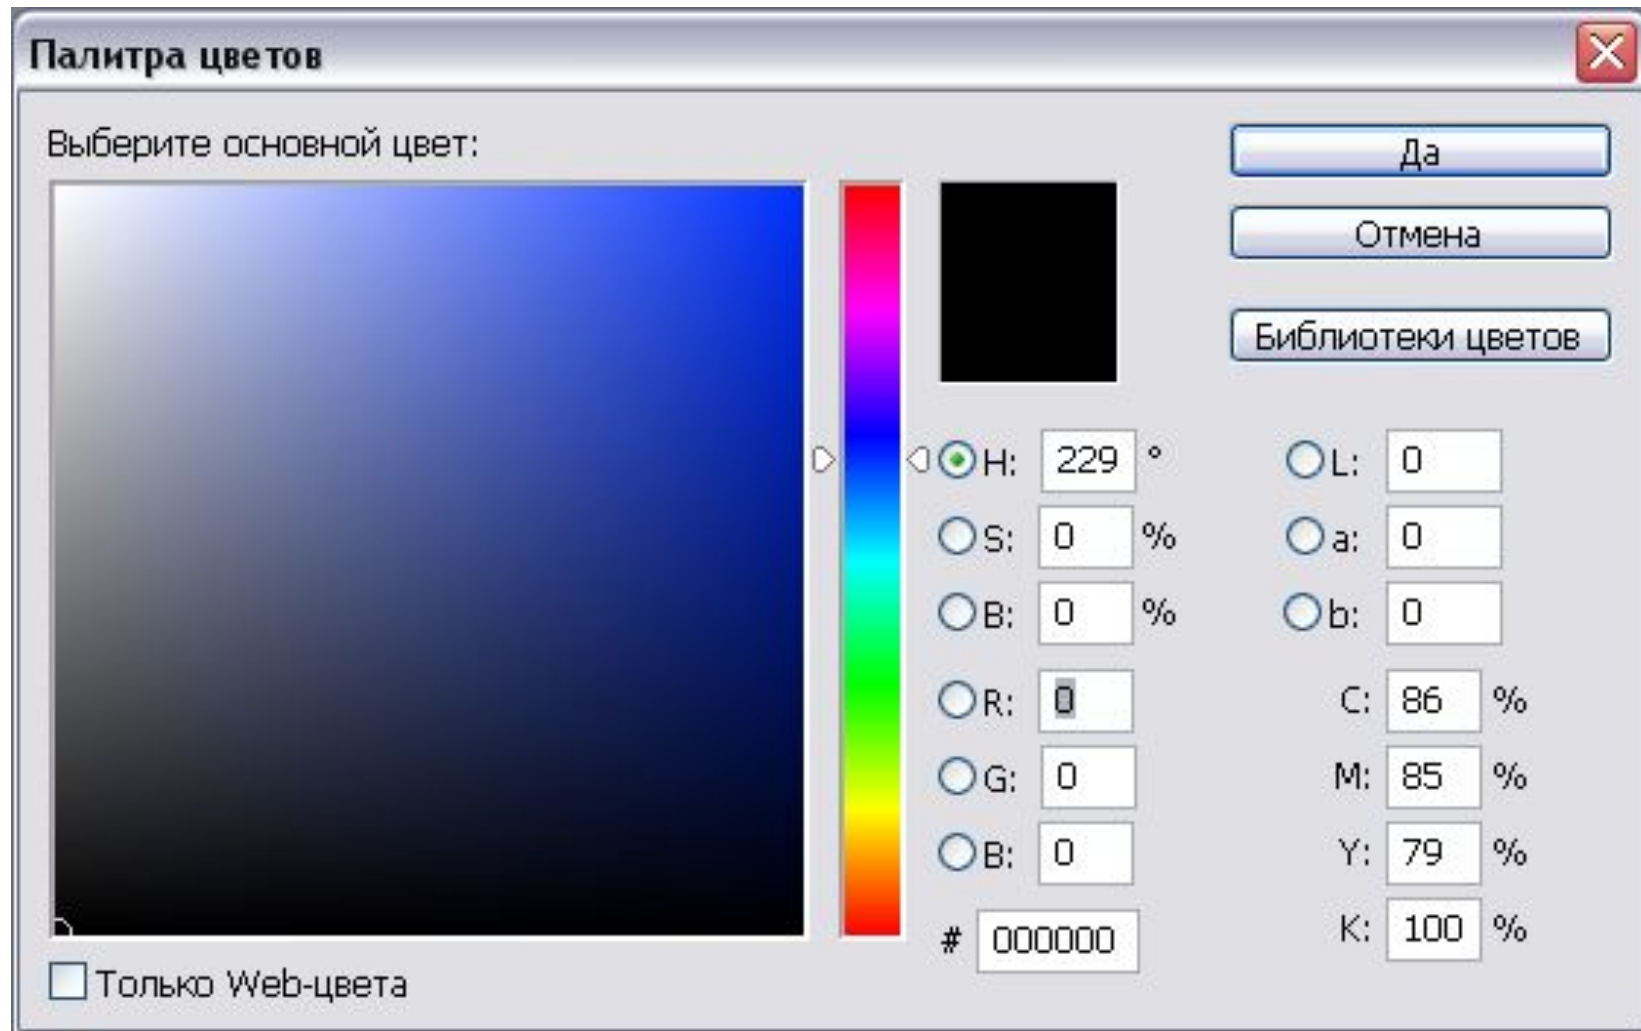 Палитра цветов
Выберите основной цвет:
Да
Отмена
Библиотеки цветов
H: 229 °
S: 0 %
B: 0 %
R: 0
G: 0
B: 0
# 000000
L: 0
a: 0
b: 0
C: 86 %
M: 85 %
Y: 79 %
K: 100 %
Только Web-цвета